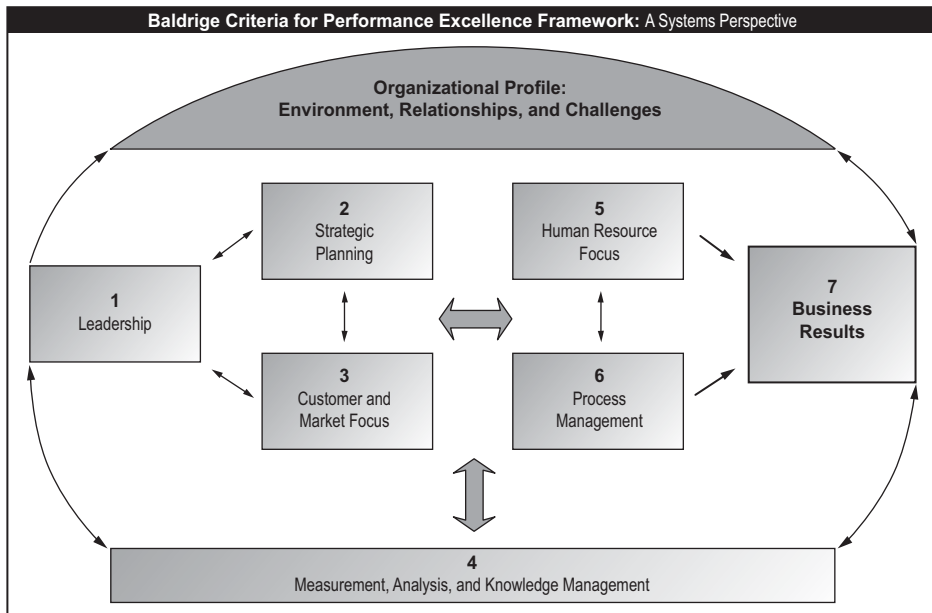 Baldrige Criteria for Performance Excellence Framework: A Systems Perspective
Organizational Profile:
Environment, Relationships, and Challenges
1
Leadership
2
Strategic
Planning
3
Customer and
Market Focus
5
Human Resource
Focus
6
Process
Management
7
Business
Results
4
Measurement, Analysis, and Knowledge Management